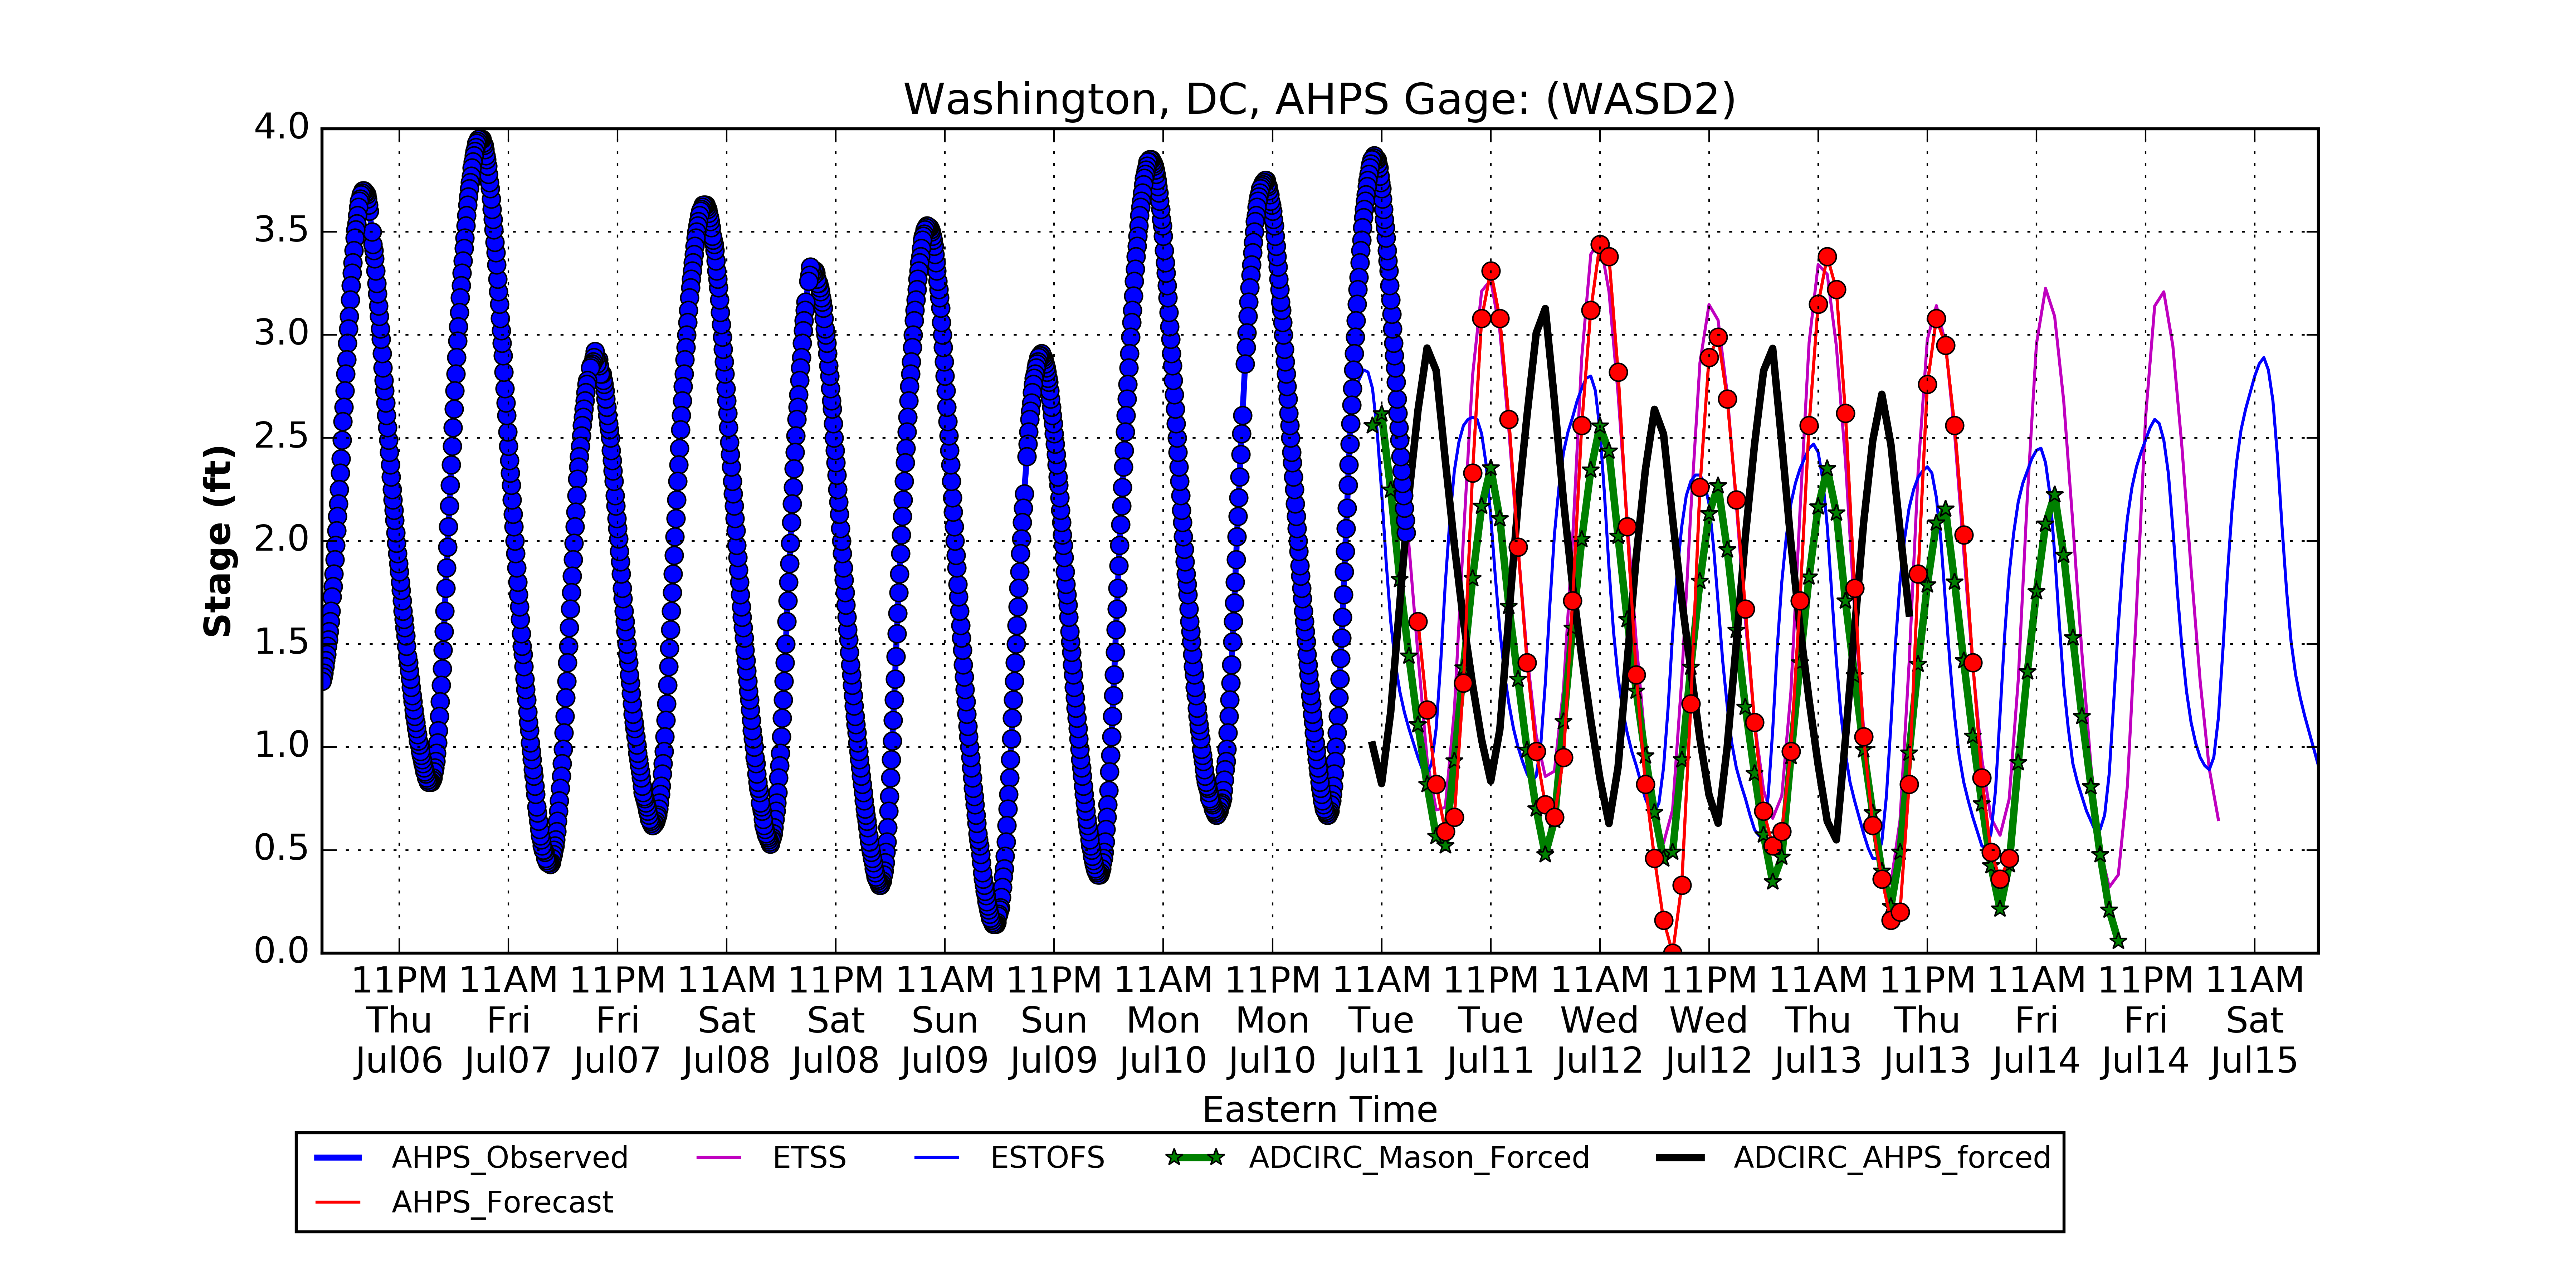 Washington, DC, AHPS Gage: (WASD2)
4.0
3.5
3.0
2.5
2.0
1.5
1.0
0.5
0.0
Stage (ft)
11PM 11AM 11PM 11AM 11PM 11AM 11PM 11AM 11PM 11AM 11PM 11AM 11PM 11AM 11PM 11AM 11PM 11AM
Thu Fri Fri Sat Sat Sun Sun Mon Mon Tue Tue Wed Wed Thu Thu Fri Fri Sat
Jul06 Jul07 Jul07 Jul08 Jul08 Jul09 Jul09 Jul10 Jul10 Jul11 Jul11 Jul12 Jul12 Jul13 Jul13 Jul14 Jul14 Jul15
Eastern Time
AHPS_Observed ETSS ESTOFS ADCIRC_Mason_Forced ADCIRC_AHPS_forced
AHPS_Forecast